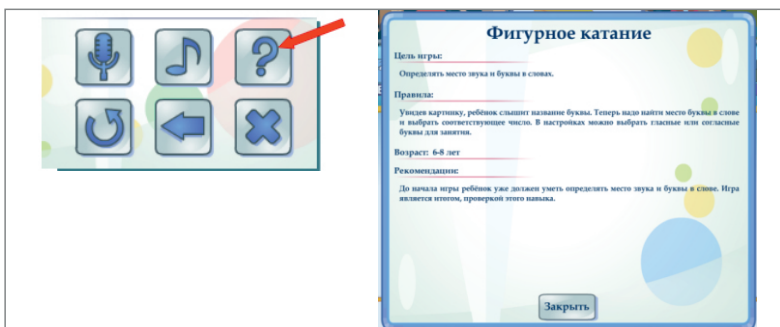 Фигурное катание
Цель игры:
Определять место звука и буквы в словах.
Правила:
Увидев картинку, ребёнок слышит название буквы. Теперь надо найти место буквы в слове
и выбрать соответствующее число. В настройках можно выбрать гласные или согласные
буквы для занятия.
Возраст: 6-8 лет
Рекомендации:
До начала игры ребёнок уже должен уметь определять место звука и буквы в слове. Игра
является итогом, проверкой этого навыка.
Закрыть